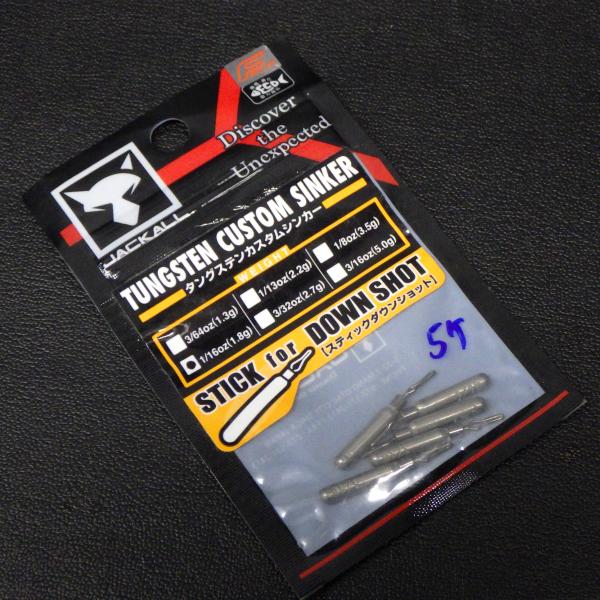 Discover
the
Unexpected
JACKALL
TUNGSTEN CUSTOM SINKER
タングステンカスタムシンカー
WEIGHT
3/64oz(1.3g)
1/13oz(2.2g)
1/8oz(3.5g)
1/16oz(1.8g)
3/32oz(2.7g)
3/16oz(5.0g)
STICK for DOWN SHOT
[スティックダウンショット]
5ケ